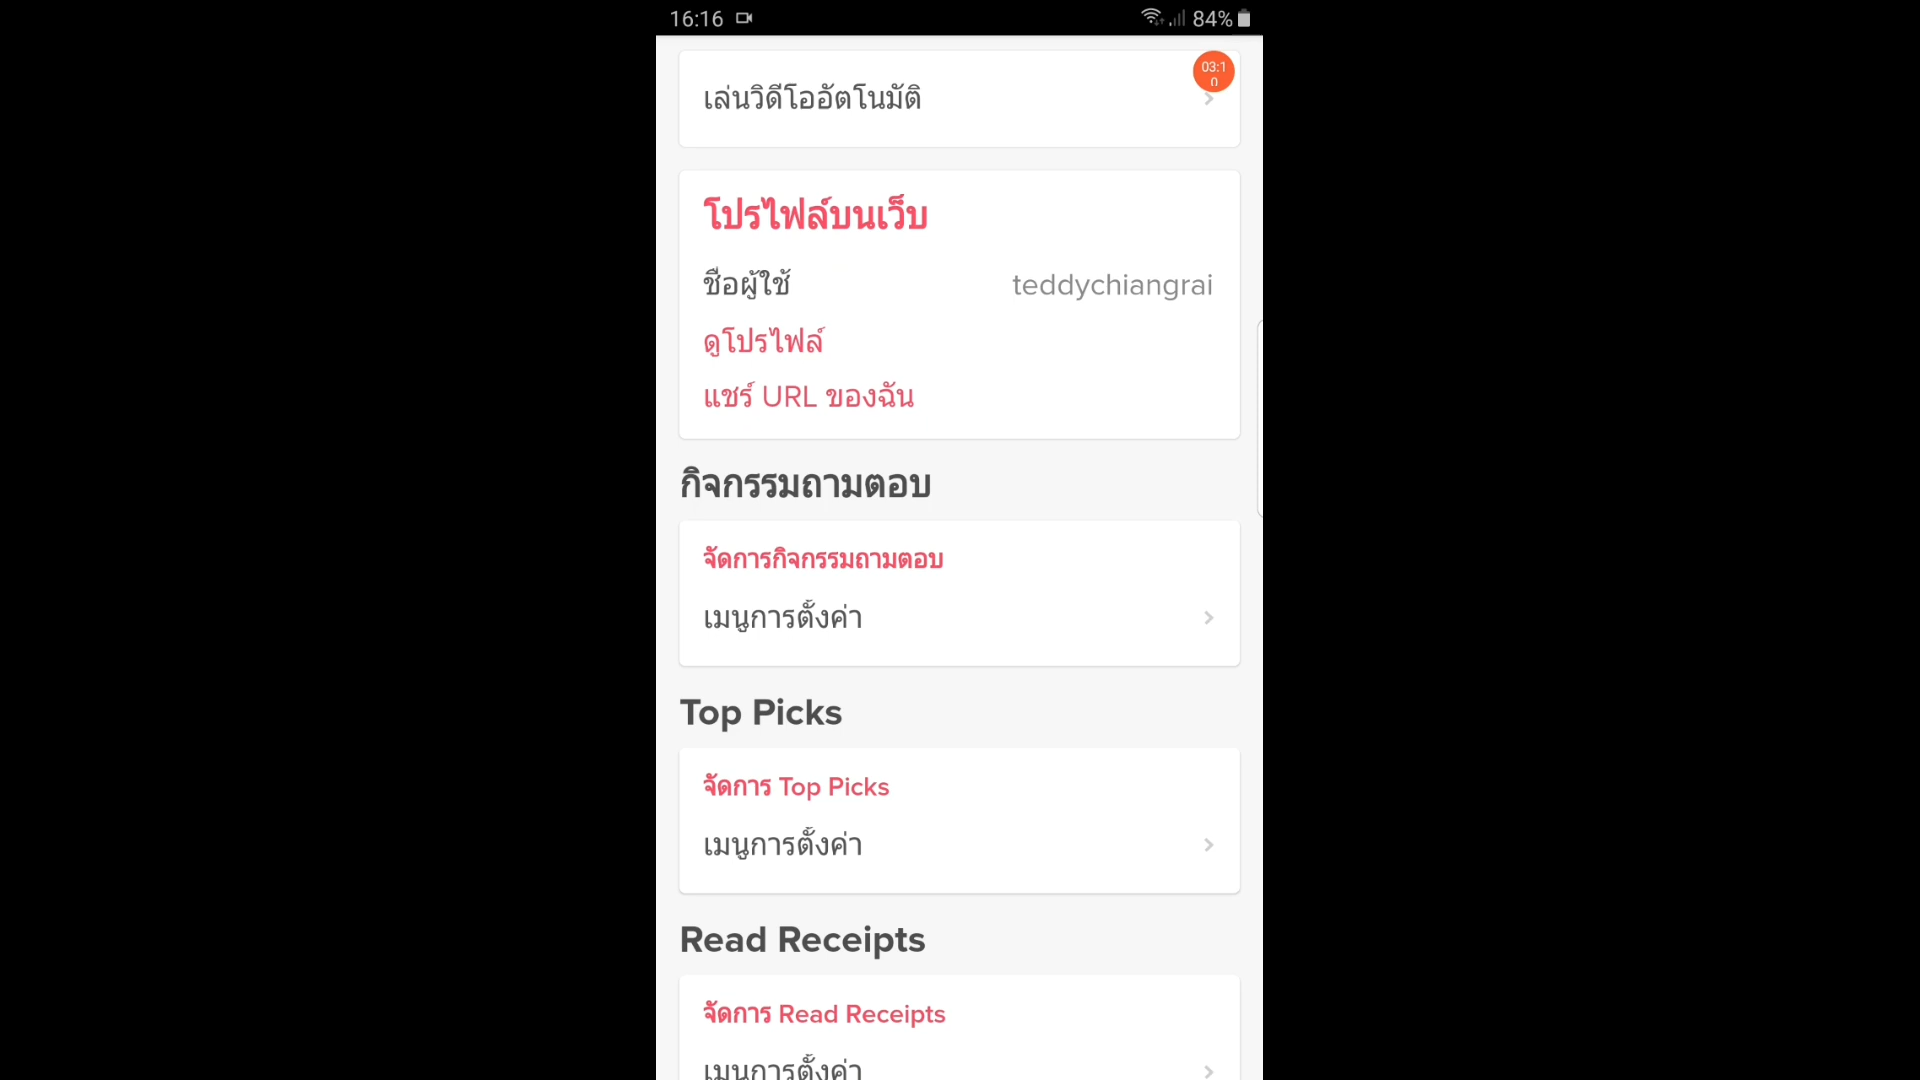 16:16 84%
03:1
0
เล่นวิดีโออัตโนมัติ
โปรไฟล์บนเว็บ
ชื่อผู้ใช้ teddychiangrai
ดูโปรไฟล์
แชร์ URL ของฉัน
กิจกรรมถามตอบ
จัดการกิจกรรมถามตอบ
เมนูการตั้งค่า
Top Picks
จัดการ Top Picks
เมนูการตั้งค่า
Read Receipts
จัดการ Read Receipts
เมนูการตั้งค่า